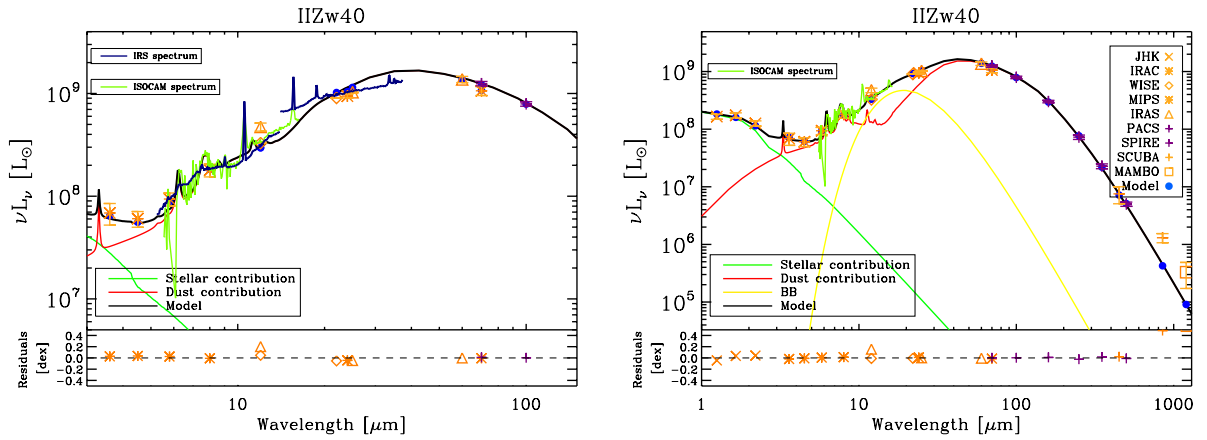 IIZw40
IRS spectrum
ISOCAM spectrum
νLν [L⊙]
10⁹
10⁸
10⁷
Stellar contribution
Dust contribution
Model
Residuals
[dex]
0.4
0.2
0.0
-0.2
-0.4
10
100
Wavelength [μm]
IIZw40
ISOCAM spectrum
JHK
IRAC
WISE
MIPS
IRAS
PACS
SPIRE
SCUBA
MAMBO
Model
νLν [L⊙]
10⁹
10⁸
10⁷
10⁶
10⁵
Stellar contribution
Dust contribution
BB
Model
Residuals
[dex]
0.4
0.2
0.0
-0.2
-0.4
1
10
100
1000
Wavelength [μm]